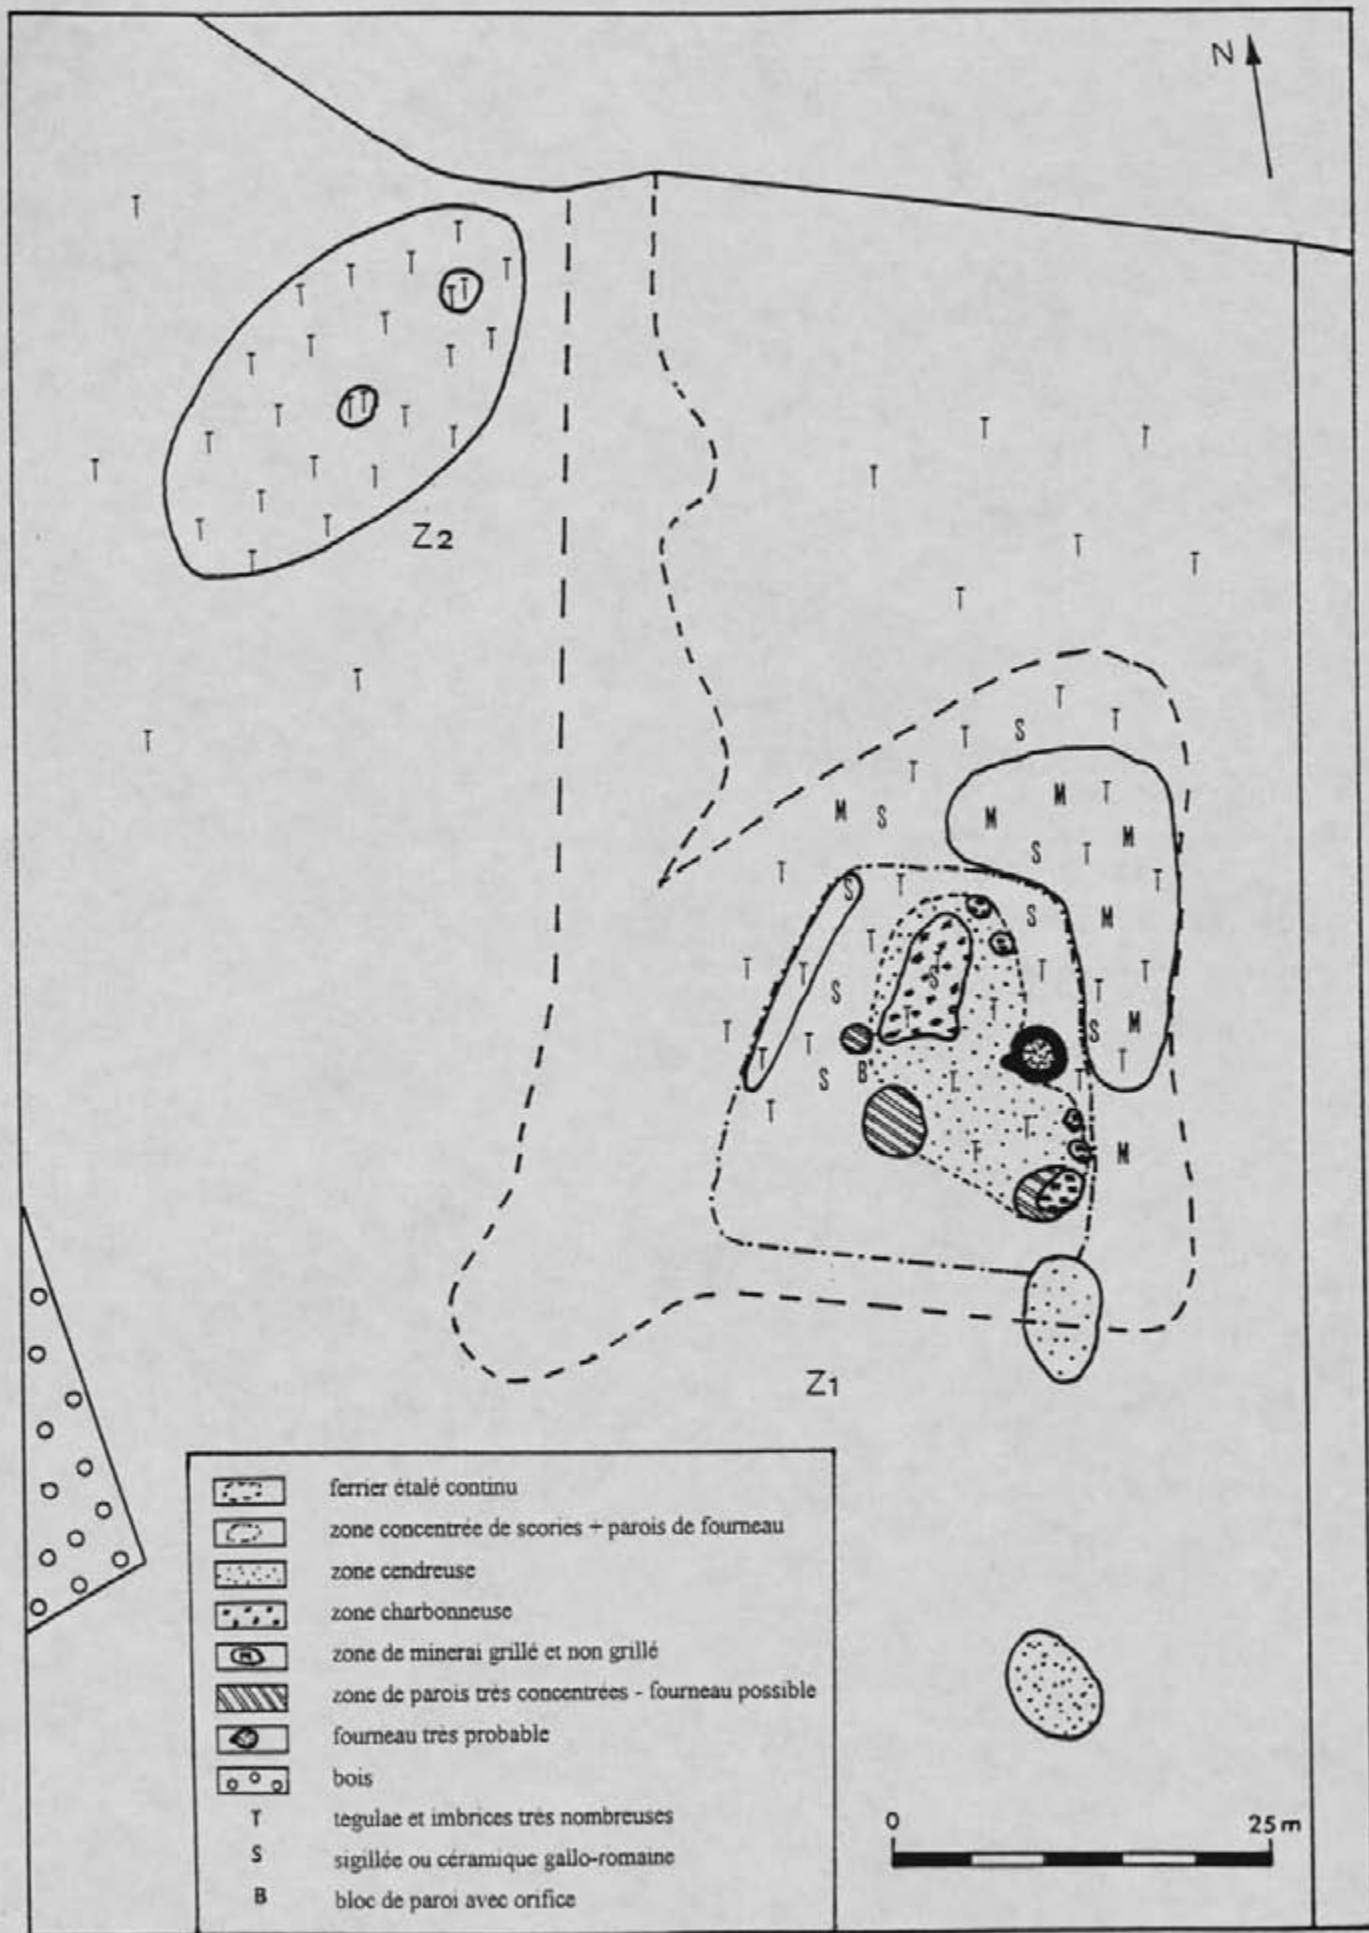 N
Z2
Z1
ferrier étalé continu
zone concentrée de scories + parois de fourneau
zone cendreuse
zone charbonneuse
zone de minerai grillé et non grillé
zone de parois très concentrées - fourneau possible
fourneau très probable
bois
T tegulae et imbrices très nombreuses
S sigillée ou céramique gallo-romaine
B bloc de paroi avec orifice
0 25 m